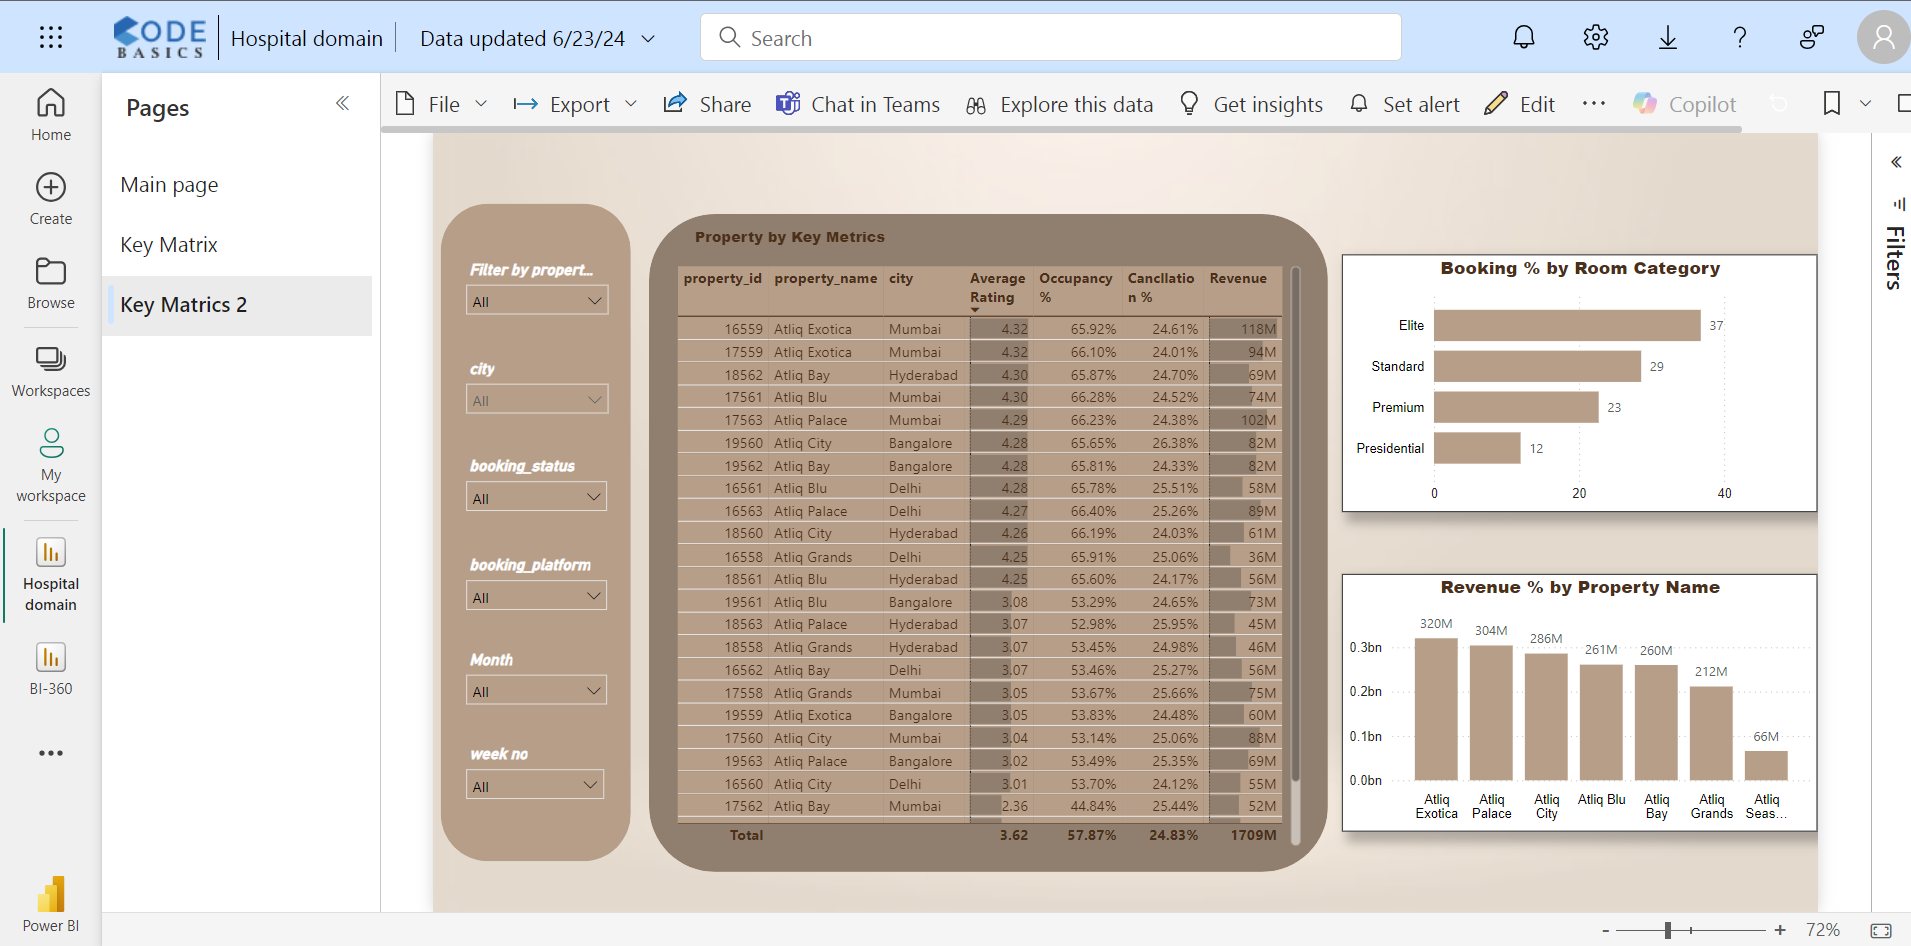 CODE BASICS
Hospital domain
Data updated 6/23/24
Search
Home
Create
Browse
Workspaces
My
workspace
Hospital
domain
BI-360
Power BI
Pages
Main page
Key Matrix
Key Matrics 2
File
Export
Share
Chat in Teams
Explore this data
Get insights
Set alert
Edit
Copilot
Filters
Filter by propert...
All
city
All
booking_status
All
booking_platform
All
Month
All
week no
All
Property by Key Metrics
property_id property_name city Average Rating Occupancy % Cancllatio n % Revenue
16559 Atliq Exotica Mumbai 4.32 65.92% 24.61% 118M
17559 Atliq Exotica Mumbai 4.32 66.10% 24.01% 94M
18562 Atliq Bay Hyderabad 4.30 65.87% 24.70% 69M
17561 Atliq Blu Mumbai 4.30 66.28% 24.52% 74M
17563 Atliq Palace Mumbai 4.29 66.23% 24.38% 102M
19560 Atliq City Bangalore 4.28 65.65% 26.38% 82M
19562 Atliq Bay Bangalore 4.28 65.81% 24.33% 82M
16561 Atliq Blu Delhi 4.28 65.78% 25.51% 58M
16563 Atliq Palace Delhi 4.27 66.40% 25.26% 89M
18560 Atliq City Hyderabad 4.26 66.19% 24.03% 61M
16558 Atliq Grands Delhi 4.25 65.91% 25.06% 36M
18561 Atliq Blu Hyderabad 4.25 65.60% 24.17% 56M
19561 Atliq Blu Bangalore 3.08 53.29% 24.65% 73M
18563 Atliq Palace Hyderabad 3.07 52.98% 25.95% 45M
18558 Atliq Grands Hyderabad 3.07 53.45% 24.98% 46M
16562 Atliq Bay Delhi 3.07 53.46% 25.27% 56M
17558 Atliq Grands Mumbai 3.05 53.67% 25.66% 75M
19559 Atliq Exotica Bangalore 3.05 53.83% 24.48% 60M
17560 Atliq City Mumbai 3.04 53.14% 25.06% 88M
19563 Atliq Palace Bangalore 3.02 53.49% 25.35% 69M
16560 Atliq City Delhi 3.01 53.70% 24.12% 55M
17562 Atliq Bay Mumbai 2.36 44.84% 25.44% 52M
Total 3.62 57.87% 24.83% 1709M
Booking % by Room Category
Elite 37
Standard 29
Premium 23
Presidential 12
0 20 40
Revenue % by Property Name
320M 304M 286M 261M 260M 212M 66M
0.3bn
0.2bn
0.1bn
0.0bn
Atliq Exotica
Atliq Palace
Atliq City
Atliq Blu
Atliq Bay
Atliq Grands
Atliq Seas...
- + 72%